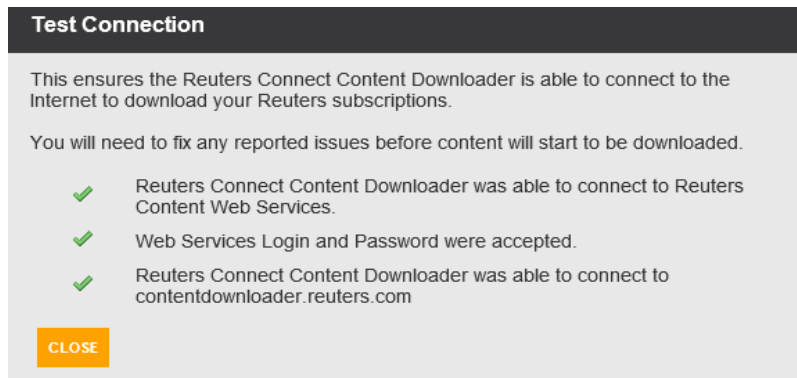 Test Connection
This ensures the Reuters Connect Content Downloader is able to connect to the
Internet to download your Reuters subscriptions.
You will need to fix any reported issues before content will start to be downloaded.
Reuters Connect Content Downloader was able to connect to Reuters
Content Web Services.
Web Services Login and Password were accepted.
Reuters Connect Content Downloader was able to connect to
contentdownloader.reuters.com
CLOSE